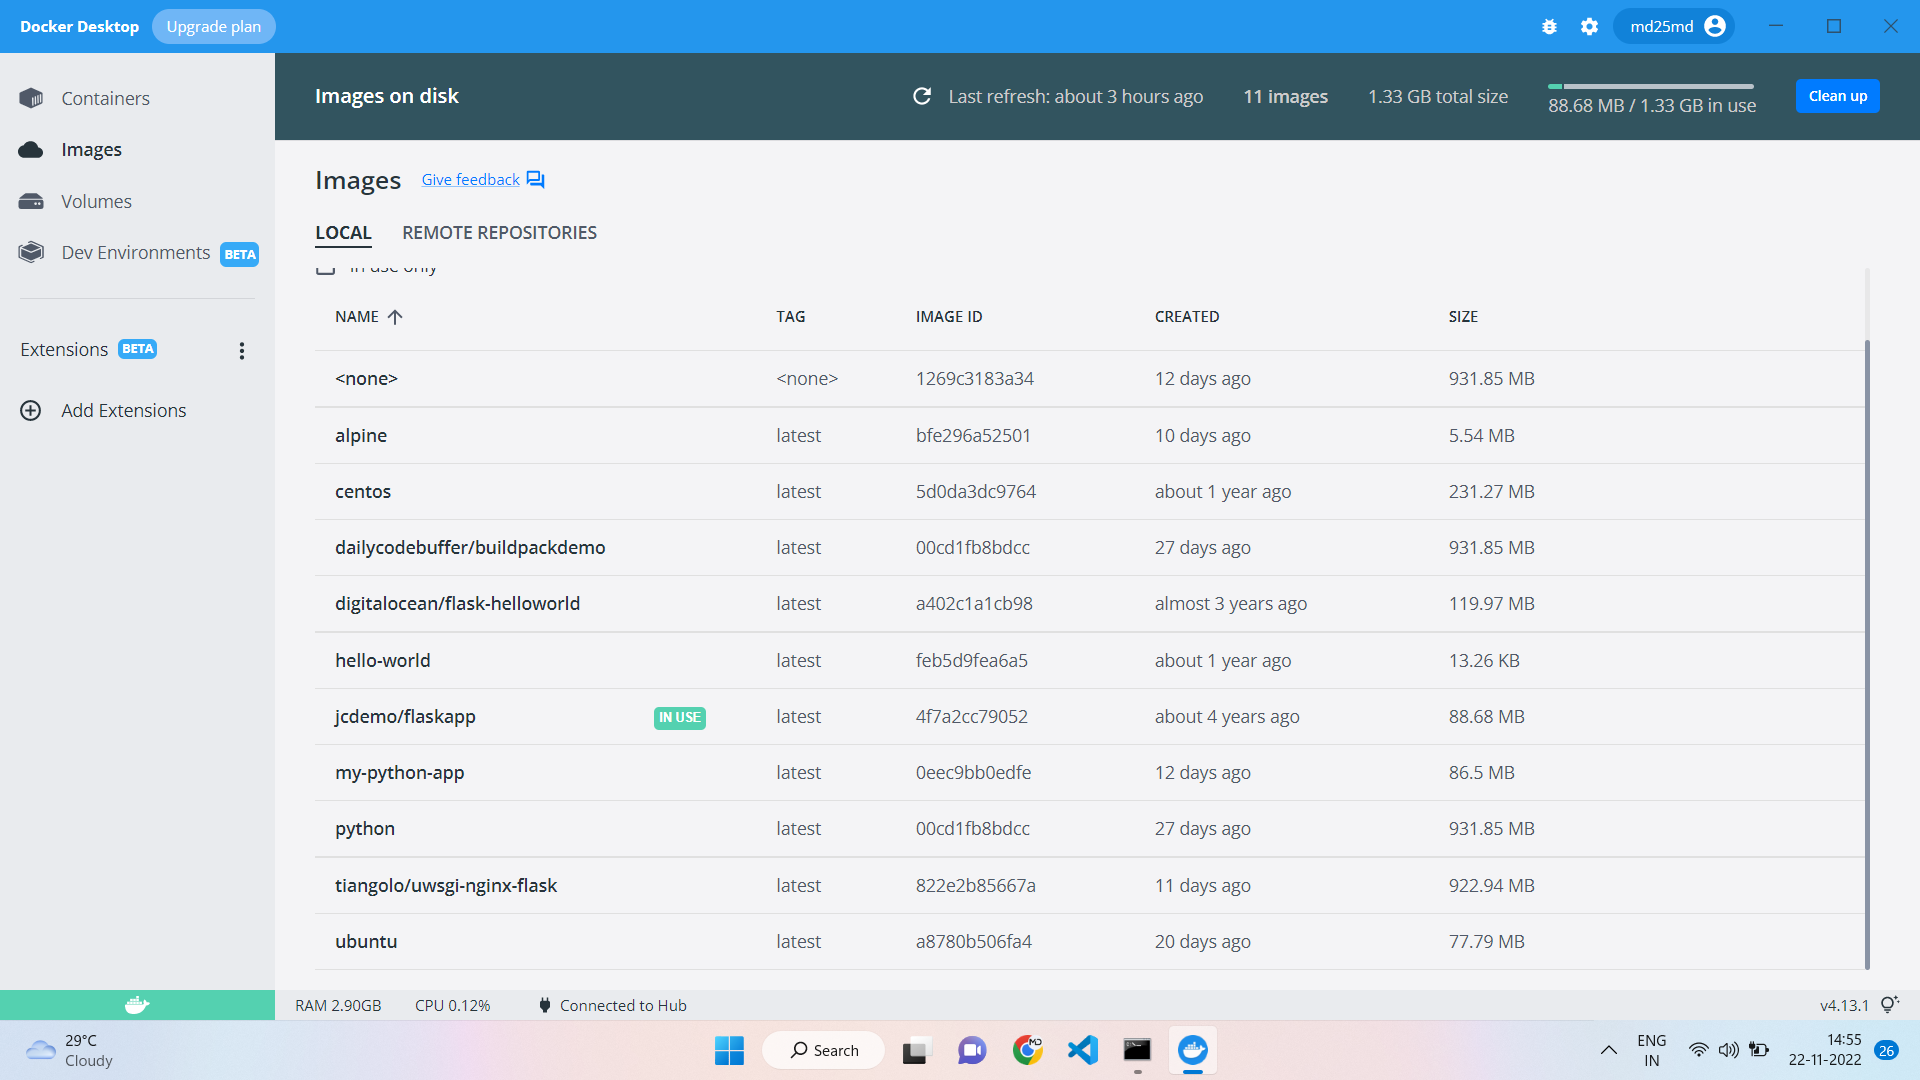 Docker Desktop Upgrade plan md25md
Containers
Images
Volumes
Dev Environments BETA
Extensions BETA
Add Extensions
Images on disk Last refresh: about 3 hours ago 11 images 1.33 GB total size 88.68 MB / 1.33 GB in use Clean up
Images Give feedback
LOCAL REMOTE REPOSITORIES
In use only
NAME TAG IMAGE ID CREATED SIZE
<none> <none> 1269c3183a34 12 days ago 931.85 MB
alpine latest bfe296a52501 10 days ago 5.54 MB
centos latest 5d0da3dc9764 about 1 year ago 231.27 MB
dailycodebuffer/buildpackdemo latest 00cd1fb8bdcc 27 days ago 931.85 MB
digitalocean/flask-helloworld latest a402c1a1cb98 almost 3 years ago 119.97 MB
hello-world latest feb5d9fea6a5 about 1 year ago 13.26 KB
jcdemo/flaskapp IN USE latest 4f7a2cc79052 about 4 years ago 88.68 MB
my-python-app latest 0eec9bb0edfe 12 days ago 86.5 MB
python latest 00cd1fb8bdcc 27 days ago 931.85 MB
tiangolo/uwsgi-nginx-flask latest 822e2b85667a 11 days ago 922.94 MB
ubuntu latest a8780b506fa4 20 days ago 77.79 MB
RAM 2.90GB CPU 0.12% Connected to Hub v4.13.1
29°C
Cloudy
Search
MD
ENG
IN
14:55
22-11-2022
26